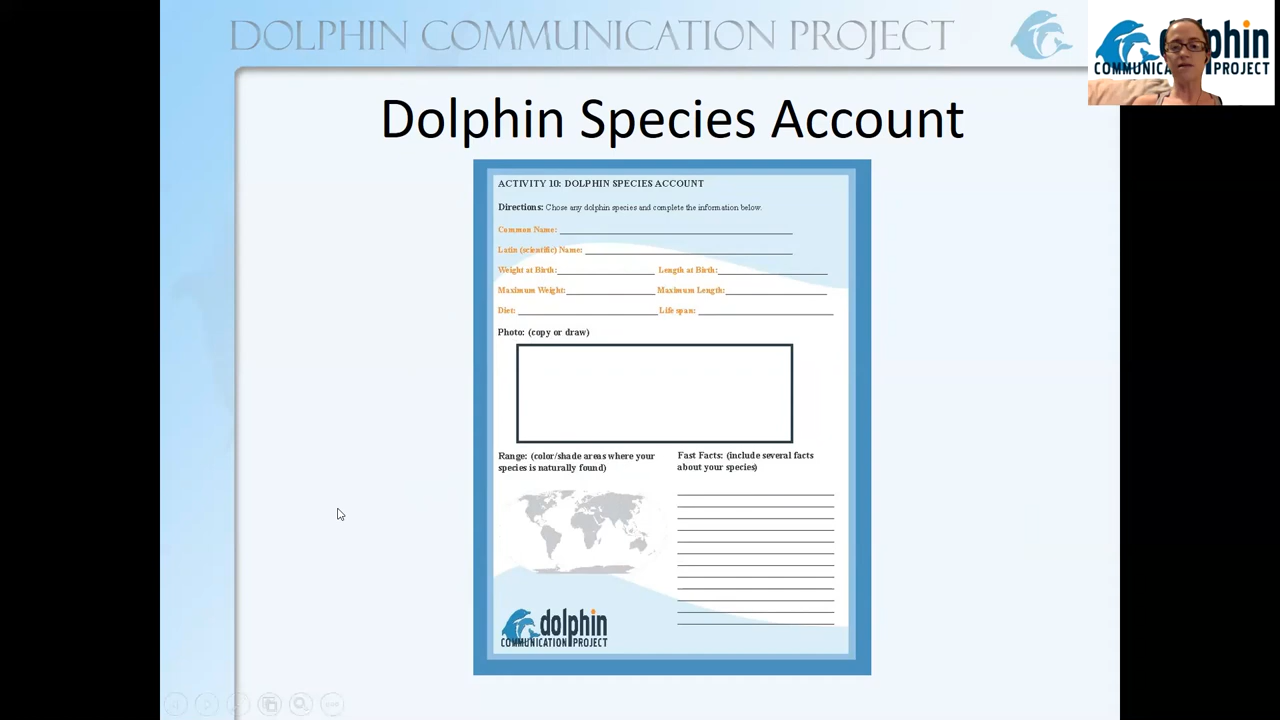 DOLPHIN COMMUNICATION PROJECT
dolphin
COMMUNICATION PROJECT
Dolphin Species Account
ACTIVITY 10: DOLPHIN SPECIES ACCOUNT
Directions: Chose any dolphin species and complete the information below.
Common Name:
Latin (scientific) Name:
Weight at Birth: Length at Birth:
Maximum Weight: Maximum Length:
Diet: Life span:
Photo: (copy or draw)
Range: (color/shade areas where your
species is naturally found)
Fast Facts: (include several facts
about your species)
dolphin
COMMUNICATION PROJECT